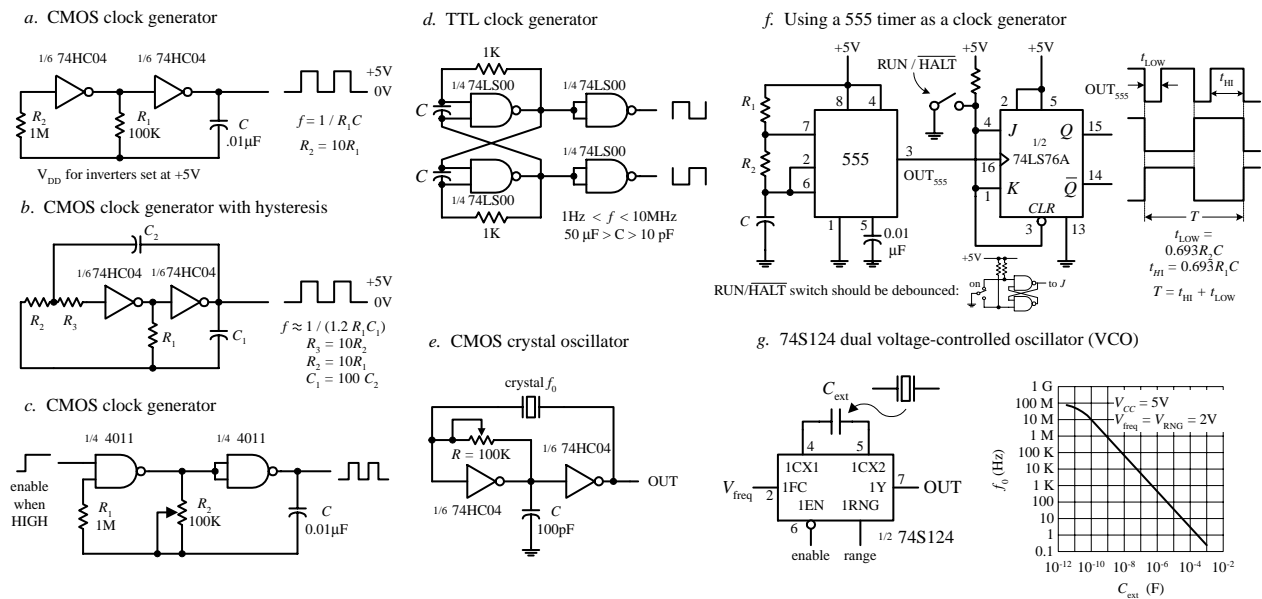 a. CMOS clock generator
1/6 74HC04
1/6 74HC04
+5V
0V
R2
1M
R1
100K
C
.01µF
f = 1 / R1C
R2 = 10R1
VDD for inverters set at +5V
b. CMOS clock generator with hysteresis
C2
1/6 74HC04
1/6 74HC04
+5V
0V
R2
R3
R1
C1
f ≈ 1 / (1.2 R1C1)
R3 = 10R2
R2 = 10R1
C1 = 100 C2
c. CMOS clock generator
1/4 4011
1/4 4011
enable
when
HIGH
R1
1M
R2
100K
C
0.01µF
d. TTL clock generator
1K
1/4 74LS00
1/4 74LS00
C
C
1/4 74LS00
1/4 74LS00
1K
1Hz < f < 10MHz
50 µF > C > 10 pF
e. CMOS crystal oscillator
crystal f0
R = 100K
1/6 74HC04
OUT
1/6 74HC04
C
100pF
f. Using a 555 timer as a clock generator
+5V
RUN / HALT
+5V
+5V
R1
R2
C
8
4
7
2
6
555
3
OUT555
1
5
0.01
µF
2
5
4
J
Q
15
1/2
74LS76A
16
K
Q
14
1
CLR
3
13
tLOW
tHI
OUT555
T
tLOW =
0.693R2C
tHI = 0.693R1C
T = tHI + tLOW
+5V
on
to J
RUN/HALT switch should be debounced:
g. 74S124 dual voltage-controlled oscillator (VCO)
Cext
4
5
1CX1
1CX2
Vfreq
2
1FC
1Y
7
OUT
1EN
1RNG
6
1/2 74S124
enable
range
VCC = 5V
Vfreq = VRNG = 2V
f0 (Hz)
1 G
100 M
10 M
1 M
100 K
10 K
1 K
100
10
1
0.1
10-12
10-10
10-8
10-6
10-4
10-2
Cext (F)